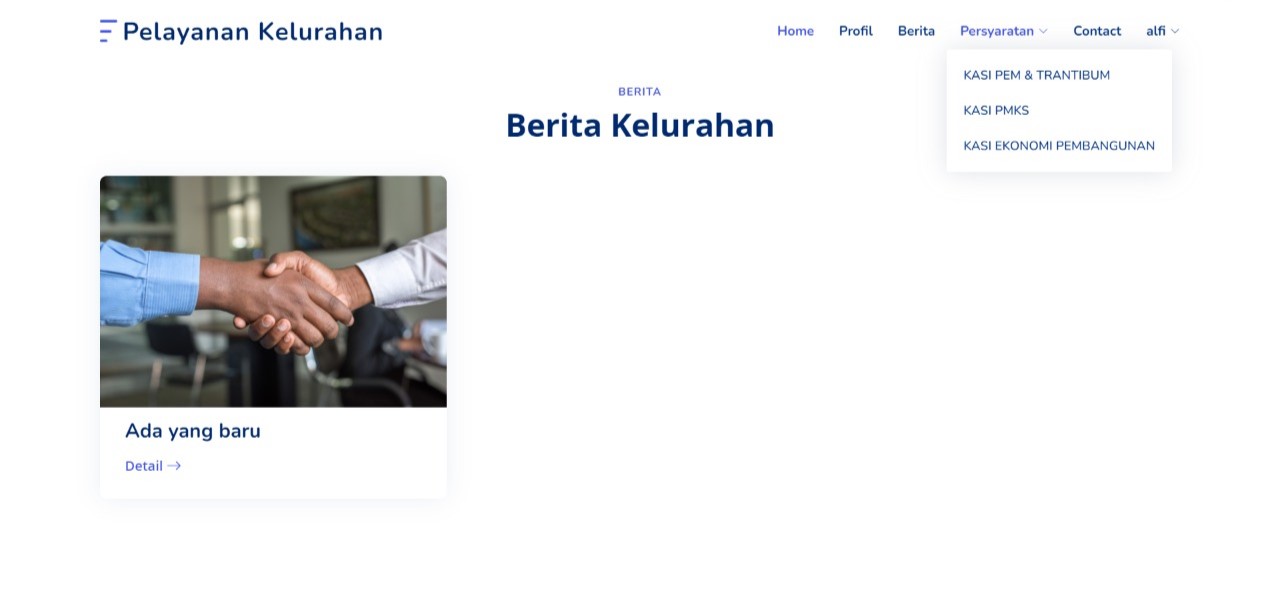 Pelayanan Kelurahan
Home Profil Berita Persyaratan Contact alfi
KASI PEM & TRANTIBUM
KASI PMKS
KASI EKONOMI PEMBANGUNAN
BERITA
Berita Kelurahan
Ada yang baru
Detail →